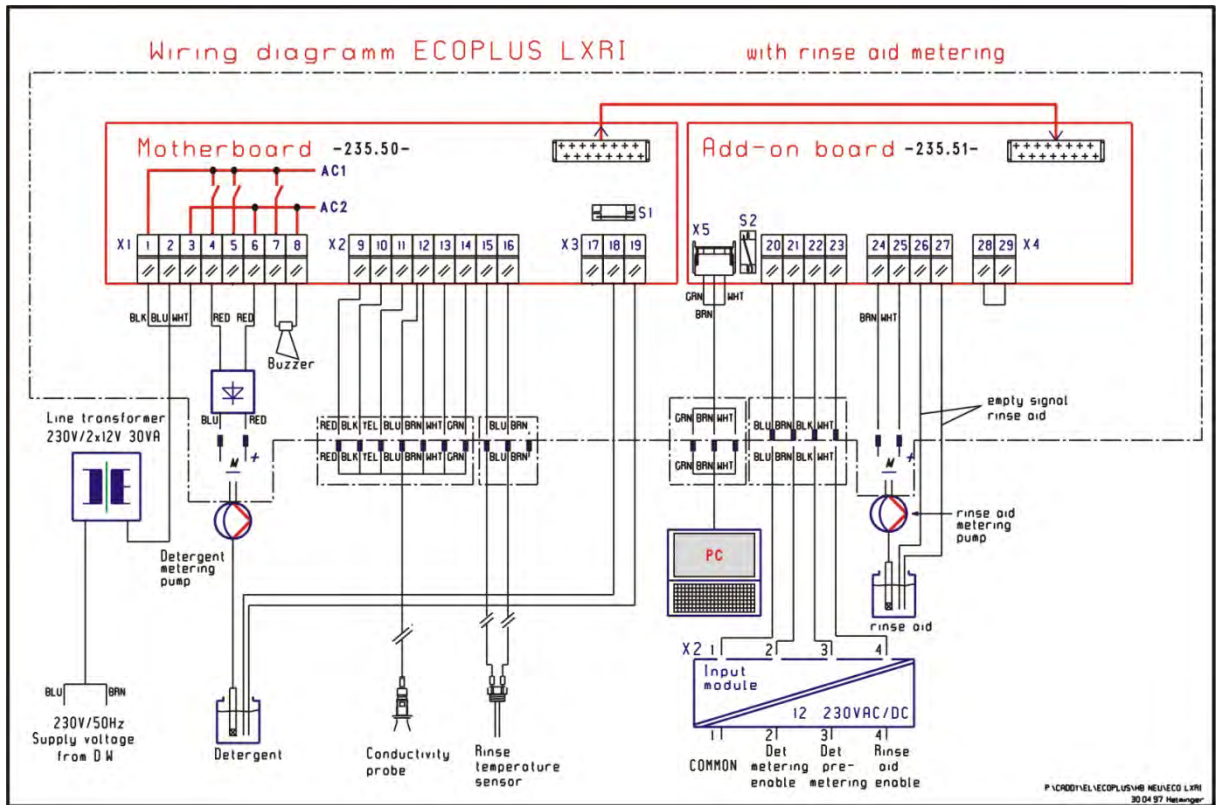 Wiring diagramm ECOPLUS LXRI
with rinse aid metering
Motherboard -235.50-
Add-on board -235.51-
AC1
AC2
S1
S2
X1 1 2 3 4 5 6 7 8
X2 9 10 11 12 13 14 15 16
X3 17 18 19
X5
20 21 22 23
24 25 26 27
28 29 X4
BLK BLU WHT RED RED
GRN WHT
BRN
BRN WHT
Buzzer
Line transformer
230V/2x12V 30VA
BLU RED
M +
RED BLK YEL BLU BRN WHT GRN
RED BLK YEL BLU BRN WHT GRN
BLU BRN
BLU BRN
GRN BRN WHT
GRN BRN WHT
BLU BRN BLK WHT
BLU BRN BLK WHT
M +
empty signal
rinse aid
Detergent
metering
pump
PC
rinse aid
metering
pump
rinse aid
X2 1 2 3 4
Input
module
12 230VAC/DC
1 2 3 4
COMMON
Det
metering
enable
Det
pre-
metering
Rinse
aid
enable
BLU BRN
230V/50Hz
Supply voltage
from DW
Detergent
Conductivity
probe
Rinse
temperature
sensor
30.04.97